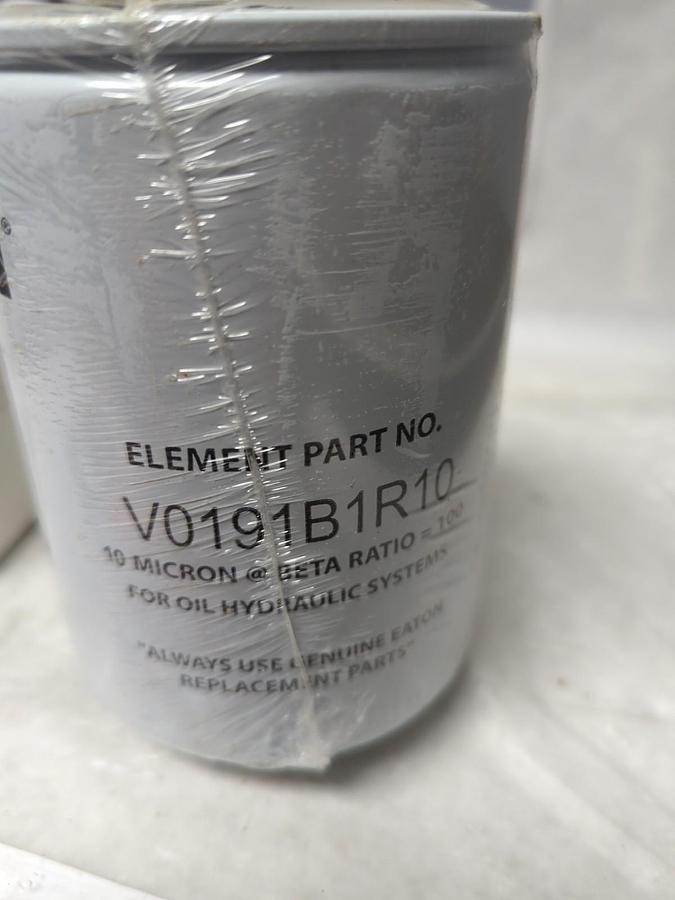 ®
ELEMENT PART NO.
V0191B1R10
10 MICRON @ BETA RATIO = 100
FOR OIL HYDRAULIC SYSTEMS
"ALWAYS USE GENUINE EATON
REPLACEMENT PARTS"